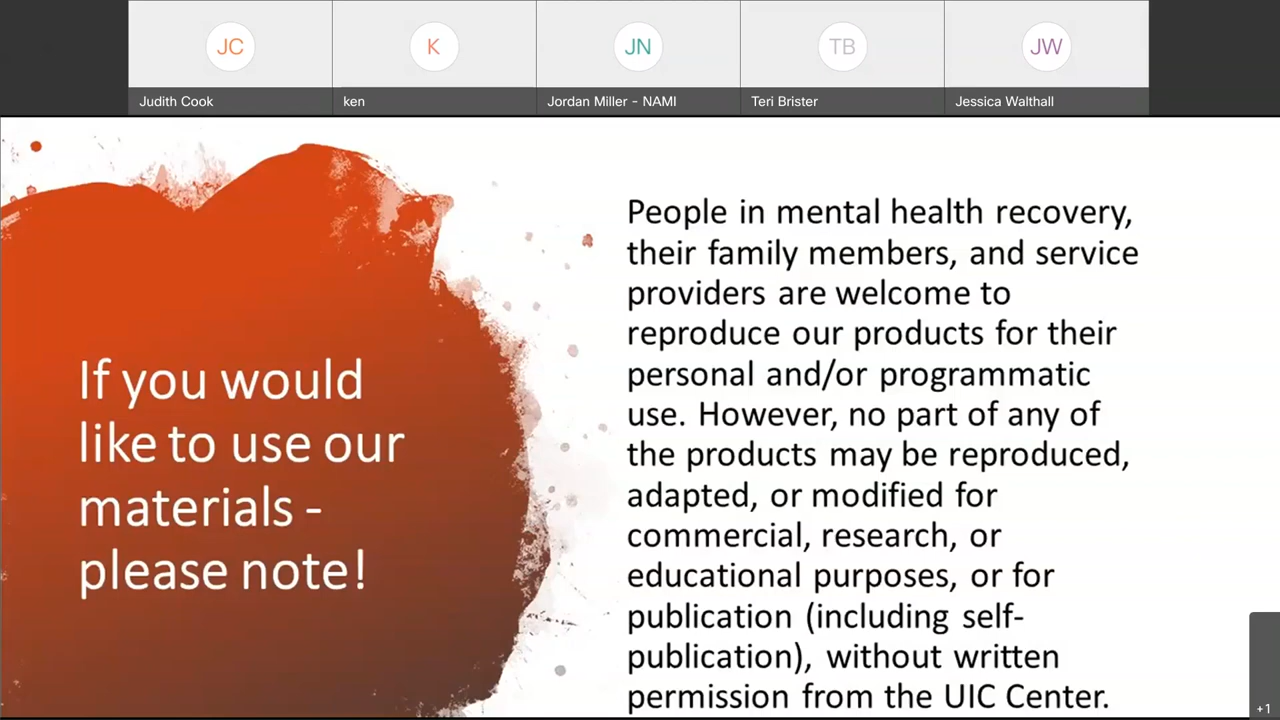 JC
K
JN
TB
JW
Judith Cook
ken
Jordan Miller - NAMI
Teri Brister
Jessica Walthall
If you would
like to use our
materials -
please note!
People in mental health recovery,
their family members, and service
providers are welcome to
reproduce our products for their
personal and/or programmatic
use. However, no part of any of
the products may be reproduced,
adapted, or modified for
commercial, research, or
educational purposes, or for
publication (including self-
publication), without written
permission from the UIC Center.
+1